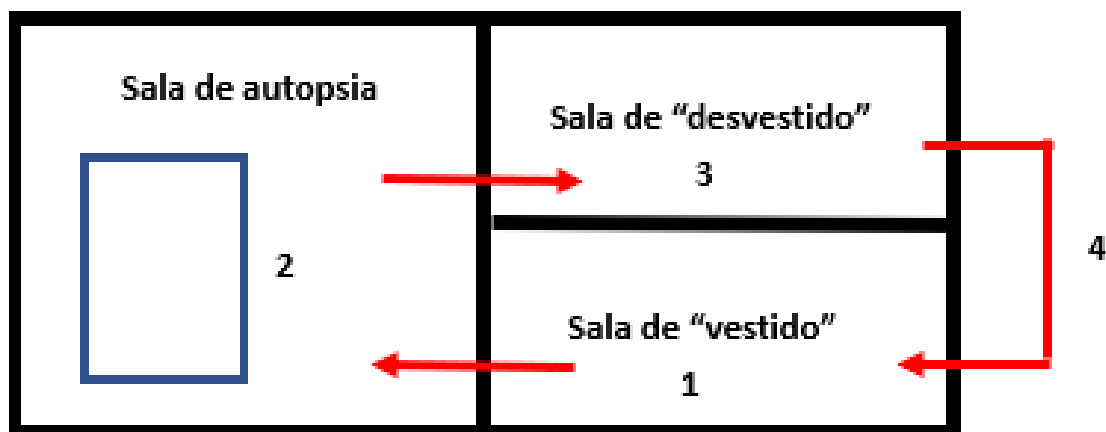 Sala de autopsia
Sala de “desvestido”
3
2
4
Sala de “vestido”
1